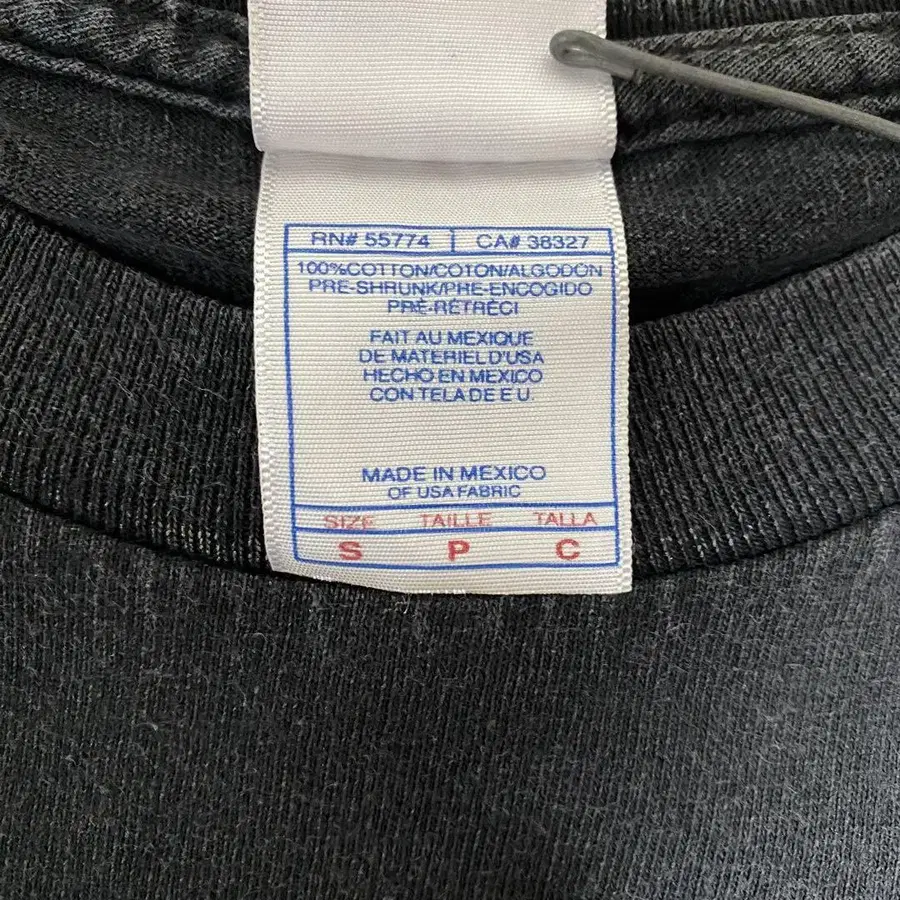 RN# 55774 CA# 38327
100%COTTON/COTON/ALGODON
PRE-SHRUNK/PRE-ENCOGIDO
PRÉ-RÉTRÉCI
FAIT AU MEXIQUE
DE MATERIEL D'USA
HECHO EN MEXICO
CON TELA DE E U.
MADE IN MEXICO
OF USA FABRIC
SIZE TAILLE TALLA
S P C